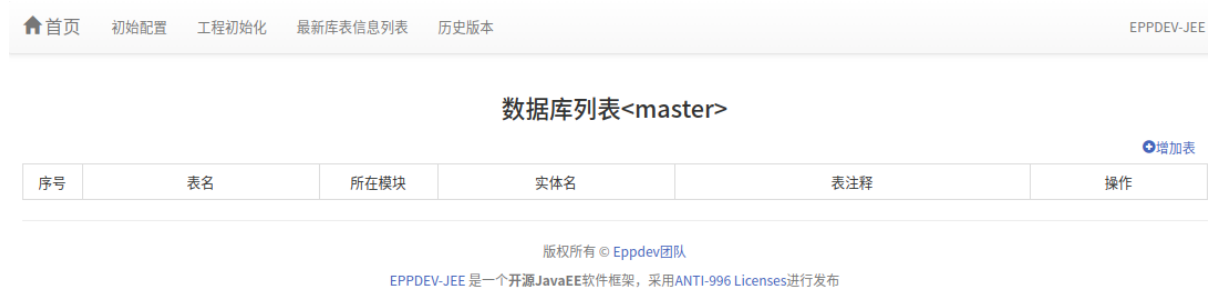 首页 初始配置 工程初始化 最新库表信息列表 历史版本 EPPDEV-JEE
数据库列表<master>
增加表
序号 表名 所在模块 实体名 表注释 操作
版权所有 © Eppdev团队
EPPDEV-JEE 是一个开源JavaEE软件框架，采用ANTI-996 Licenses进行发布